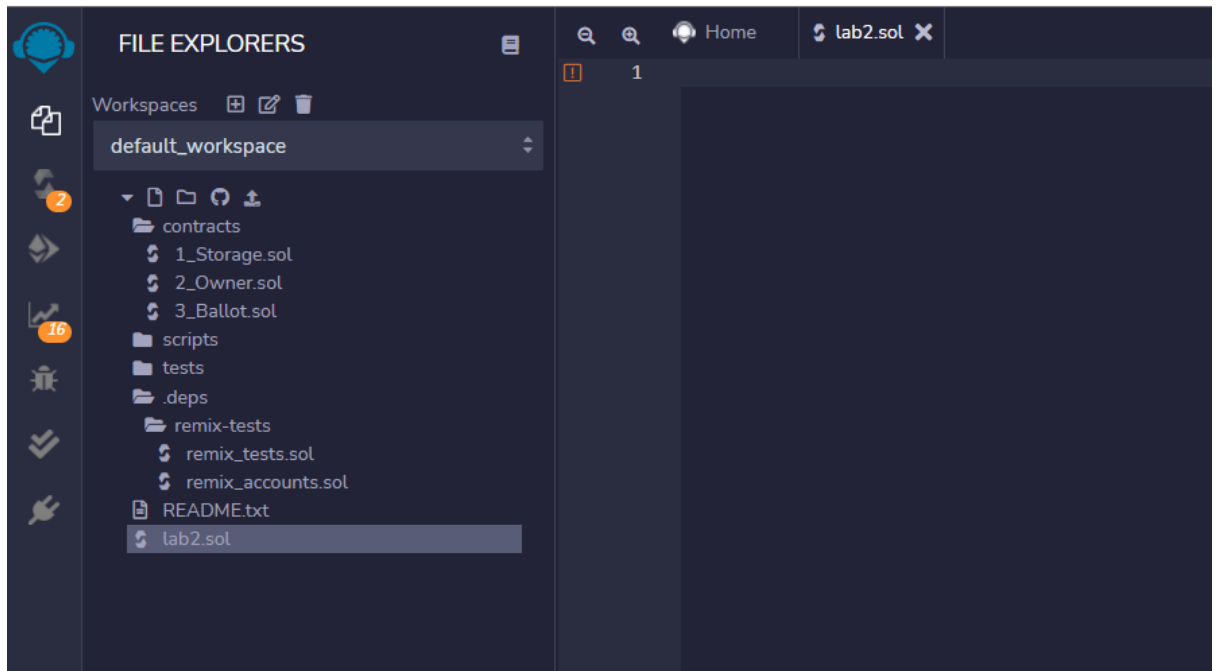 FILE EXPLORERS
Workspaces
default_workspace
contracts
1_Storage.sol
2_Owner.sol
3_Ballot.sol
scripts
tests
.deps
remix-tests
remix_tests.sol
remix_accounts.sol
README.txt
lab2.sol
2
16
Home
lab2.sol
1